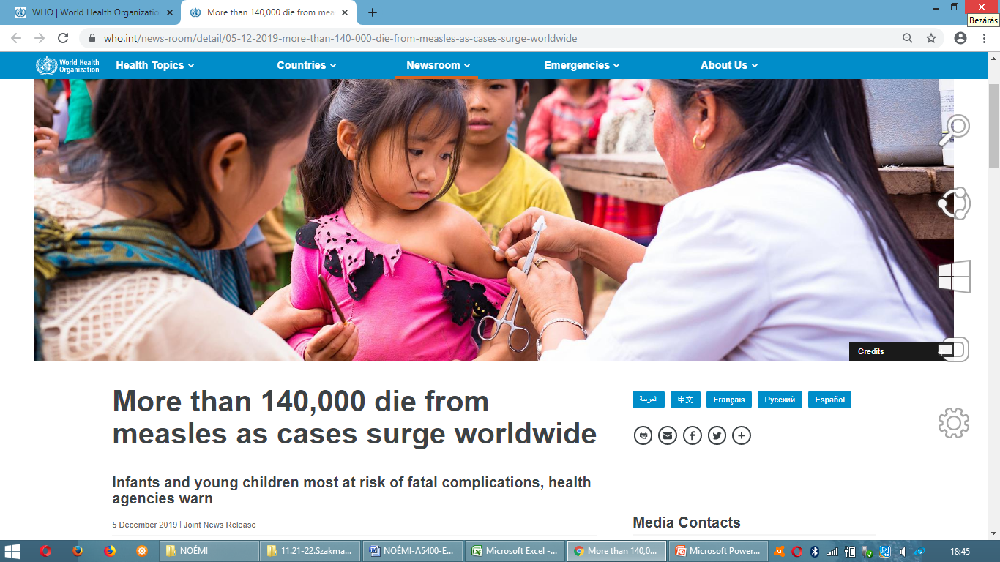 WHO | World Health Organizatio
More than 140,000 die from mea
Bezárás
who.int/news-room/detail/05-12-2019-more-than-140-000-die-from-measles-as-cases-surge-worldwide
World Health
Organization
Health Topics
Countries
Newsroom
Emergencies
About Us
Credits
More than 140,000 die from
measles as cases surge worldwide
العربية
中文
Français
Русский
Español
Infants and young children most at risk of fatal complications, health
agencies warn
5 December 2019 | Joint News Release
Media Contacts
NOÉMI
11.21-22.Szakma...
NOÉMI-A5400-E...
Microsoft Excel -...
More than 140,0...
Microsoft Power...
18:45